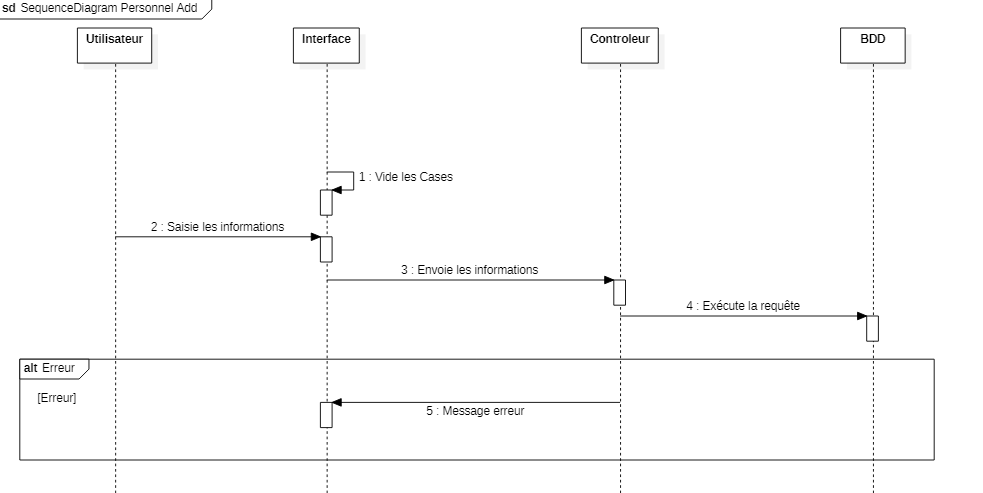 sd SequenceDiagram Personnel Add
Utilisateur
Interface
Controleur
BDD
1 : Vide les Cases
2 : Saisie les informations
3 : Envoie les informations
4 : Exécute la requête
alt Erreur
[Erreur]
5 : Message erreur